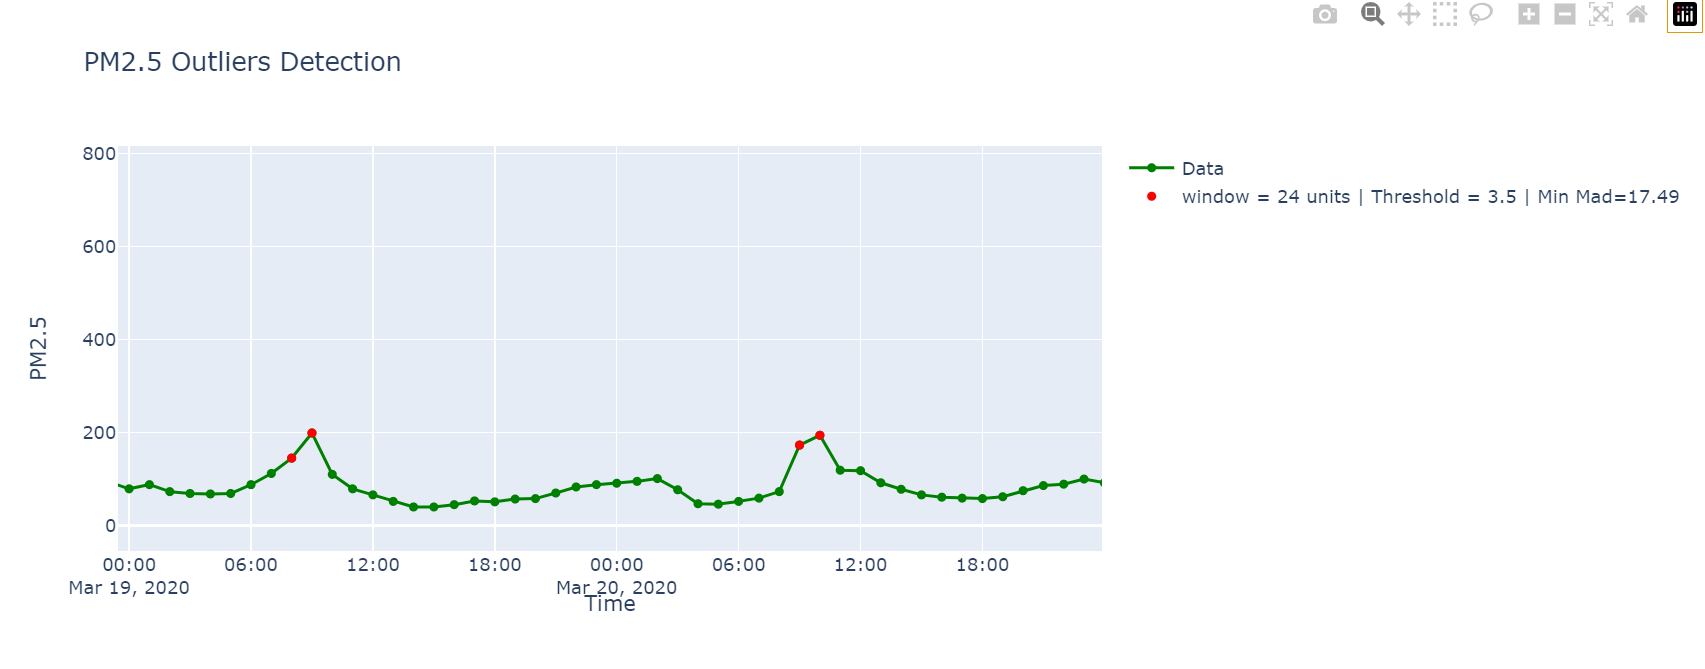 PM2.5 Outliers Detection
800
600
400
200
0
PM2.5
00:00 06:00 12:00 18:00 00:00 06:00 12:00 18:00
Mar 19, 2020 Mar 20, 2020
Time
Data
window = 24 units | Threshold = 3.5 | Min Mad=17.49